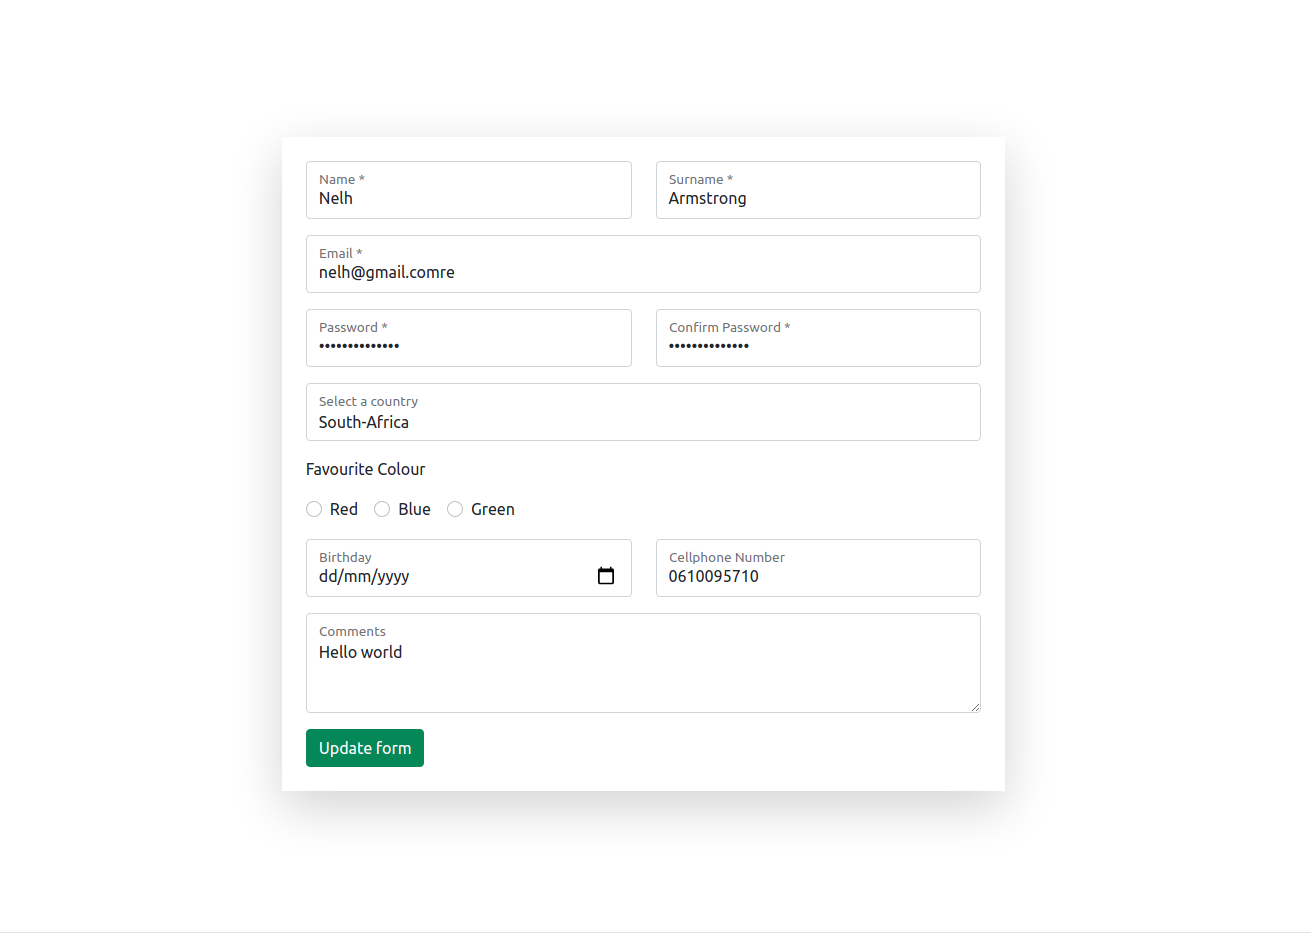 Name *
Nelh
Surname *
Armstrong
Email *
nelh@gmail.comre
Password *
••••••••••••••
Confirm Password *
••••••••••••••
Select a country
South-Africa
Favourite Colour
Red Blue Green
Birthday
dd/mm/yyyy
Cellphone Number
0610095710
Comments
Hello world
Update form